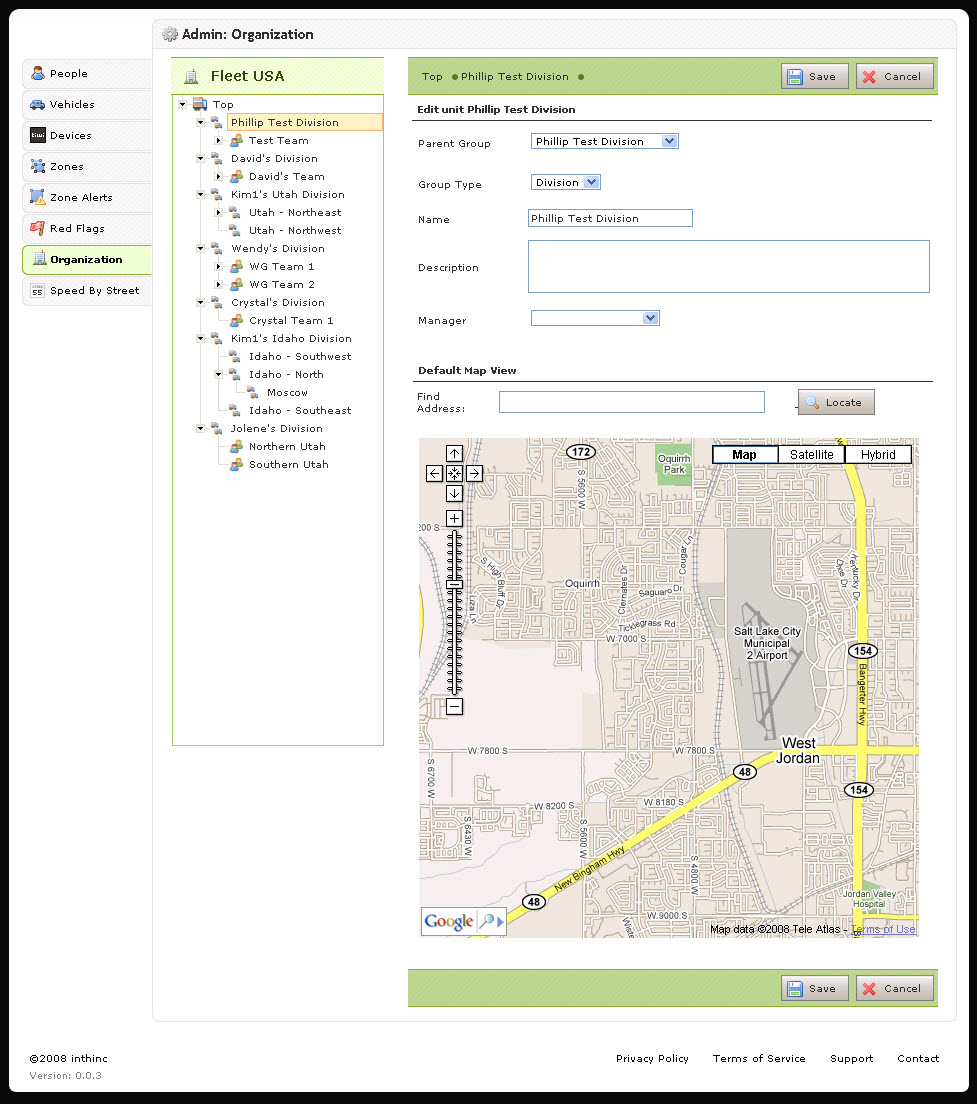 Admin: Organization
People
Vehicles
Devices
Zones
Zone Alerts
Red Flags
Organization
Speed By Street
Fleet USA
Top
Phillip Test Division
Test Team
David's Division
David's Team
Kim1's Utah Division
Utah - Northeast
Utah - Northwest
Wendy's Division
WG Team 1
WG Team 2
Crystal's Division
Crystal Team 1
Kim1's Idaho Division
Idaho - Southwest
Idaho - North
Moscow
Idaho - Southeast
Jolene's Division
Northern Utah
Southern Utah
Top Phillip Test Division
Save Cancel
Edit unit Phillip Test Division
Parent Group Phillip Test Division
Group Type Division
Name Phillip Test Division
Description
Manager
Default Map View
Find
Address:
Locate
Map Satellite Hybrid
172
Oquirrh
Park
S 5600 W
200 S
S High Bluff Dr
Liza Ln
Oquirrh
Clernates Dr
Cougar Ln
Saguaro Dr
Ticklegrass Rd
W 7000 S
Kentucky Dr
Dixie Dr
Salt Lake City
Municipal
2 Airport
154
Bangerter Hwy
West
Jordan
W 7800 S
W 7800 S
48
154
S 6700 W
W 8200 S
W 8180 S
S 6430 W
S 5600 W
New Bingham Hwy
S 4800 W
48
Jordan Valley
Hospital
W 9000 S
Google
Map data ©2008 Tele Atlas - Terms of Use
Save Cancel
©2008 inthinc
Version: 0.0.3
Privacy Policy Terms of Service Support Contact